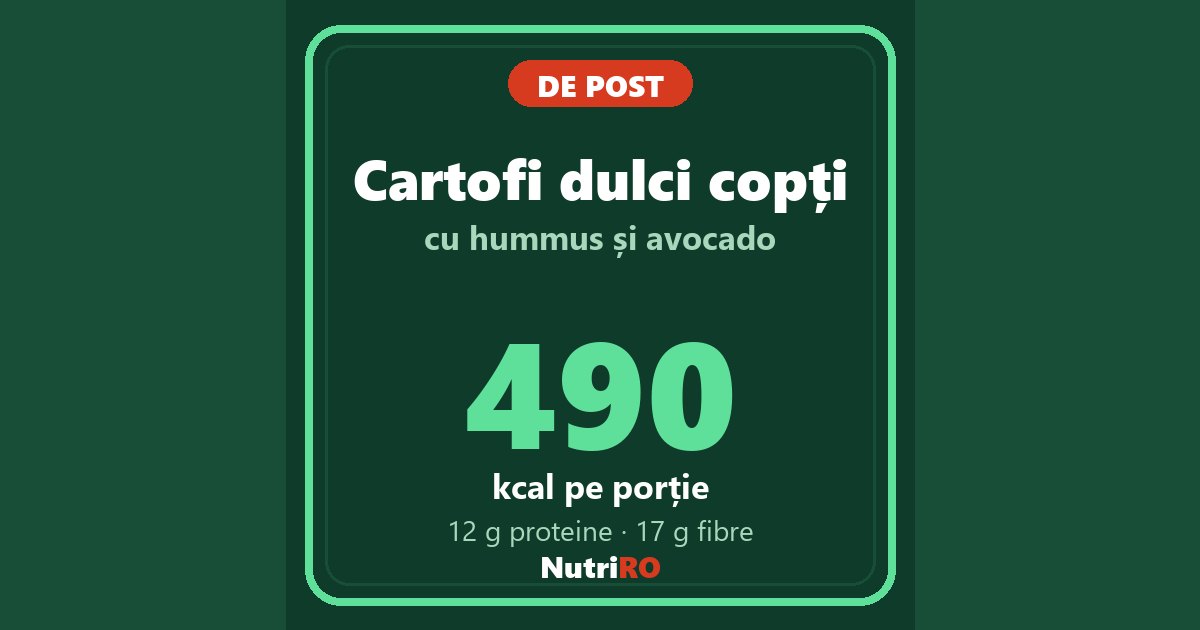 DE POST
Cartofi dulci copți
cu hummus și avocado
490
kcal pe porție
12 g proteine · 17 g fibre
NutriRO